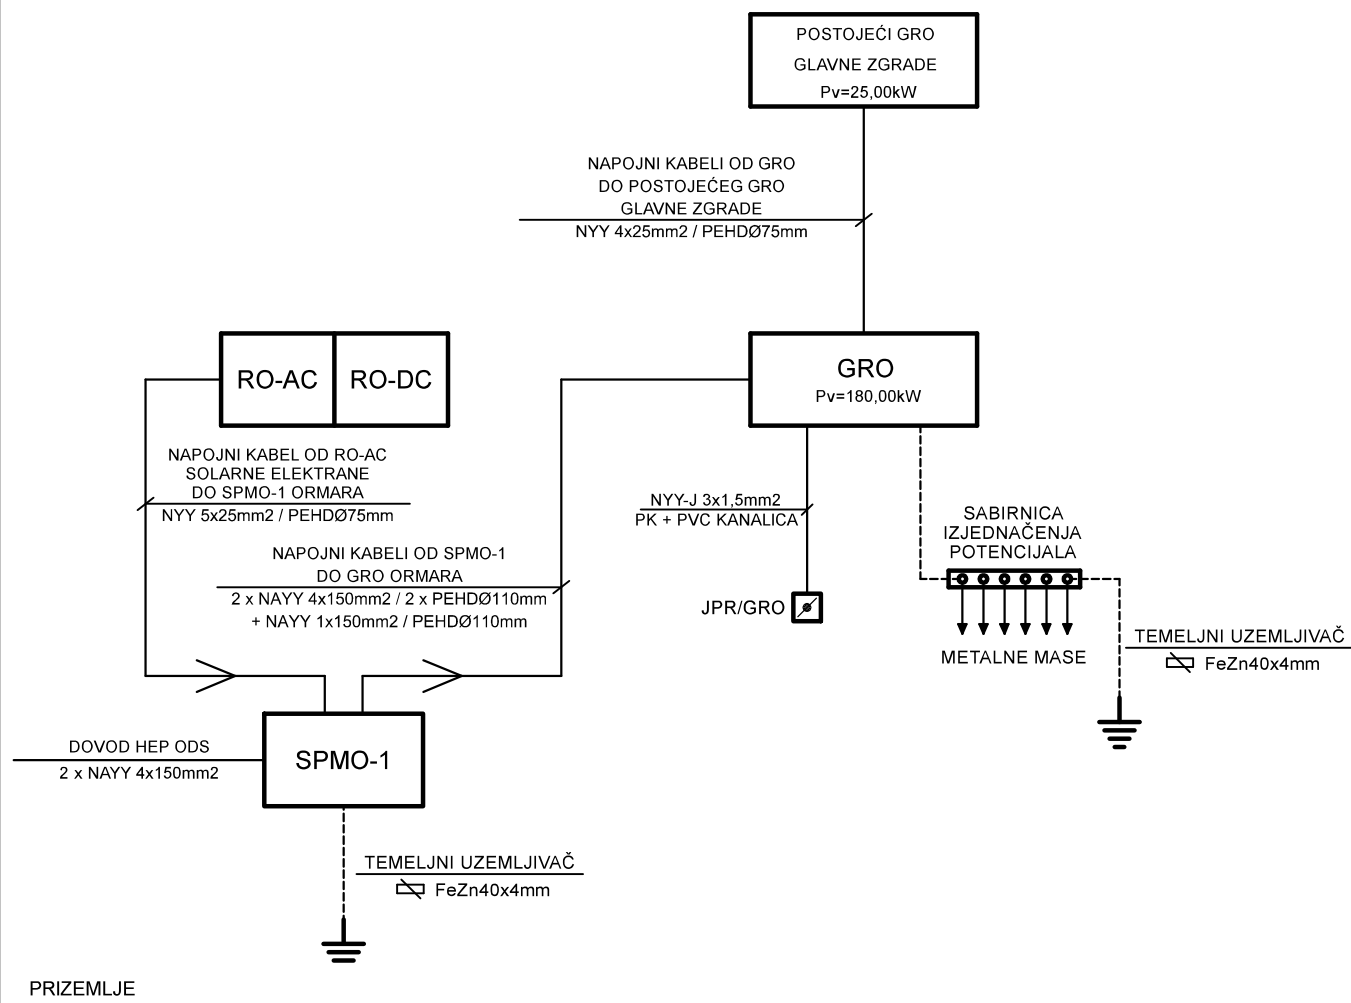 POSTOJEĆI GRO
GLAVNE ZGRADE
Pv=25,00kW
NAPOJNI KABELI OD GRO
DO POSTOJEĆEG GRO
GLAVNE ZGRADE
NYY 4x25mm2 / PEHDØ75mm
RO-AC
RO-DC
GRO
Pv=180,00kW
NAPOJNI KABEL OD RO-AC
SOLARNE ELEKTRANE
DO SPMO-1 ORMARA
NYY 5x25mm2 / PEHDØ75mm
NAPOJNI KABELI OD SPMO-1
DO GRO ORMARA
2 x NAYY 4x150mm2 / 2 x PEHDØ110mm
+ NAYY 1x150mm2 / PEHDØ110mm
NYY-J 3x1,5mm2
PK + PVC KANALICA
JPR/GRO
SABIRNICA
IZJEDNAČENJA
POTENCIJALA
METALNE MASE
TEMELJNI UZEMLJIVAČ
FeZn40x4mm
DOVOD HEP ODS
2 x NAYY 4x150mm2
SPMO-1
TEMELJNI UZEMLJIVAČ
FeZn40x4mm
PRIZEMLJE